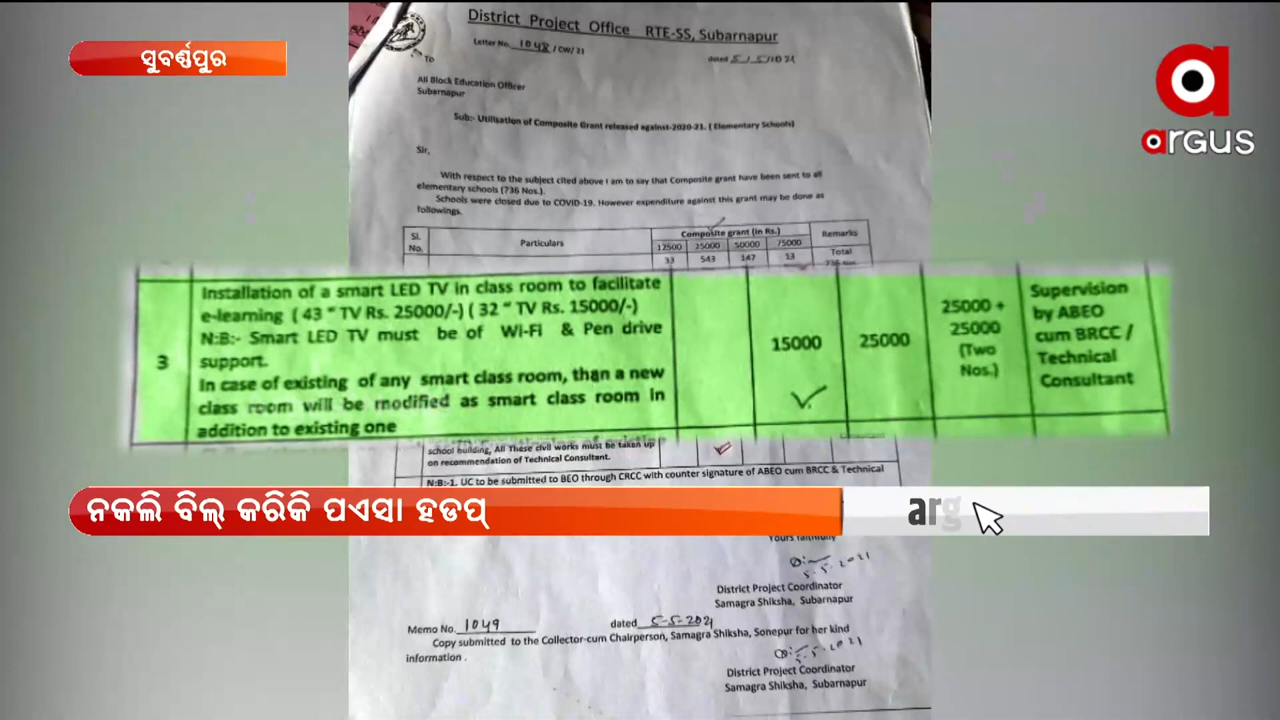 ସୁବର୍ଣ୍ଣପୁର
argus
District Project Office RTE-SS, Subarnapur
Letter No. 1048 /CW/21
dated 5/5/2021
To
All Block Education Officer
Subarnapur
Sub:- Utilisation of Composite Grant released against-2020-21. ( Elementary Schools)
Sir,
With respect to the subject cited above I am to say that Composite grant have been sent to all
elementary schools (736 Nos.).
Schools were closed due to COVID-19. However expenditure against this grant may be done as
followings.
Sl. No. Particulars Composite grant (in Rs.) Remarks
12500 25000 50000 75000
33 543 147 13 Total
3
Installation of a smart LED TV in class room to facilitate
e-learning ( 43 " TV Rs. 25000/-) ( 32 " TV Rs. 15000/-)
N:B:- Smart LED TV must be of Wi-Fi & Pen drive
support.
In case of existing of any smart class room, than a new
class room will be modified as smart class room in
addition to existing one
15000
25000
25000 +
25000
(Two
Nos.)
Supervision
by ABEO
cum BRCC /
Technical
Consultant
school building, All These civil works must be taken up
on recommendation of Technical Consultant.
N:B:-1. UC to be submitted to BEO through CRCC with counter signature of ABEO cum BRCC & Technical
ନକଲି ବିଲ୍ କରିକି ପଏସା ହଡପ୍
arg
Yours faithfully
5.5.2021
District Project Coordinator
Samagra Shiksha, Subarnapur
Memo No. 1049 dated 5-5-2021
Copy submitted to the Collector-cum Chairperson, Samagra Shiksha, Sonepur for her kind
information .
5.5.2021
District Project Coordinator
Samagra Shiksha, Subarnapur